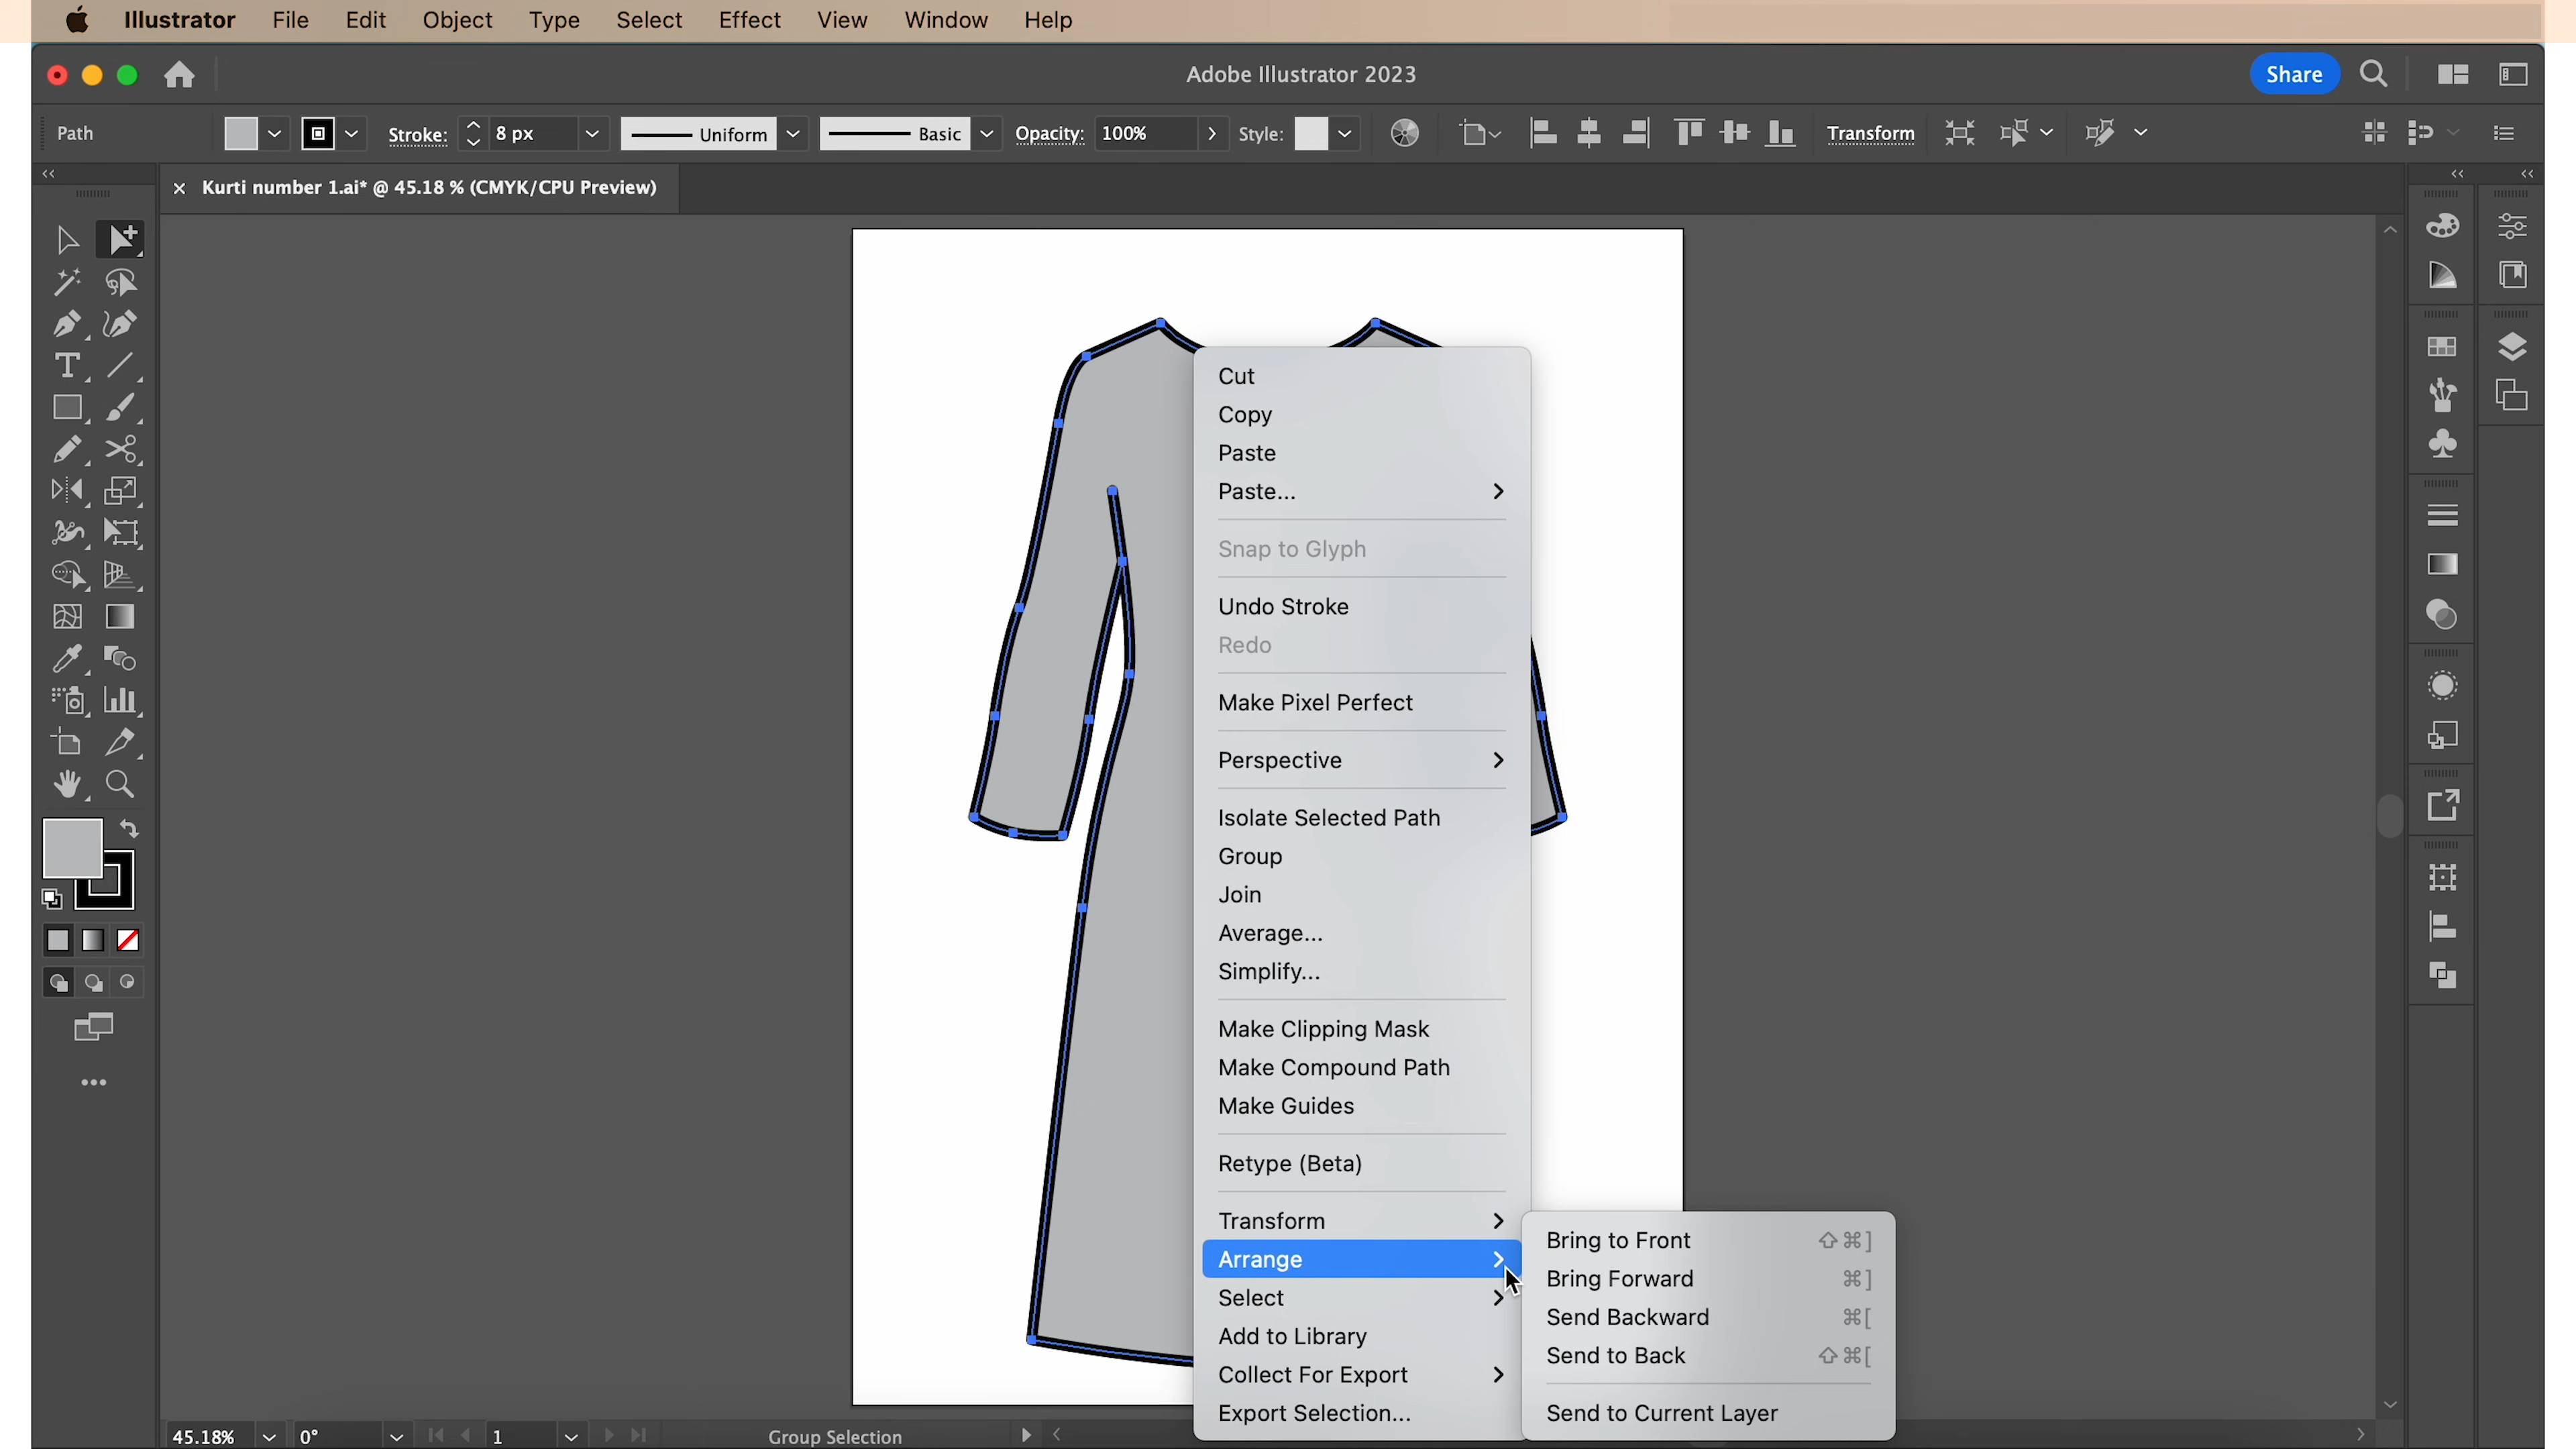 Illustrator File Edit Object Type Select Effect View Window Help
Adobe Illustrator 2023
Share
Path
Stroke: 8 px Uniform Basic Opacity: 100% Style: Transform
× Kurti number 1.ai* @ 45.18 % (CMYK/CPU Preview)
Cut
Copy
Paste
Paste...
Snap to Glyph
Undo Stroke
Redo
Make Pixel Perfect
Perspective
Isolate Selected Path
Group
Join
Average...
Simplify...
Make Clipping Mask
Make Compound Path
Make Guides
Retype (Beta)
Transform
Arrange
Select
Add to Library
Collect For Export
Export Selection...
Bring to Front ⇧⌘]
Bring Forward ⌘]
Send Backward ⌘[
Send to Back ⇧⌘[
Send to Current Layer
45.18% 0° 1 Group Selection